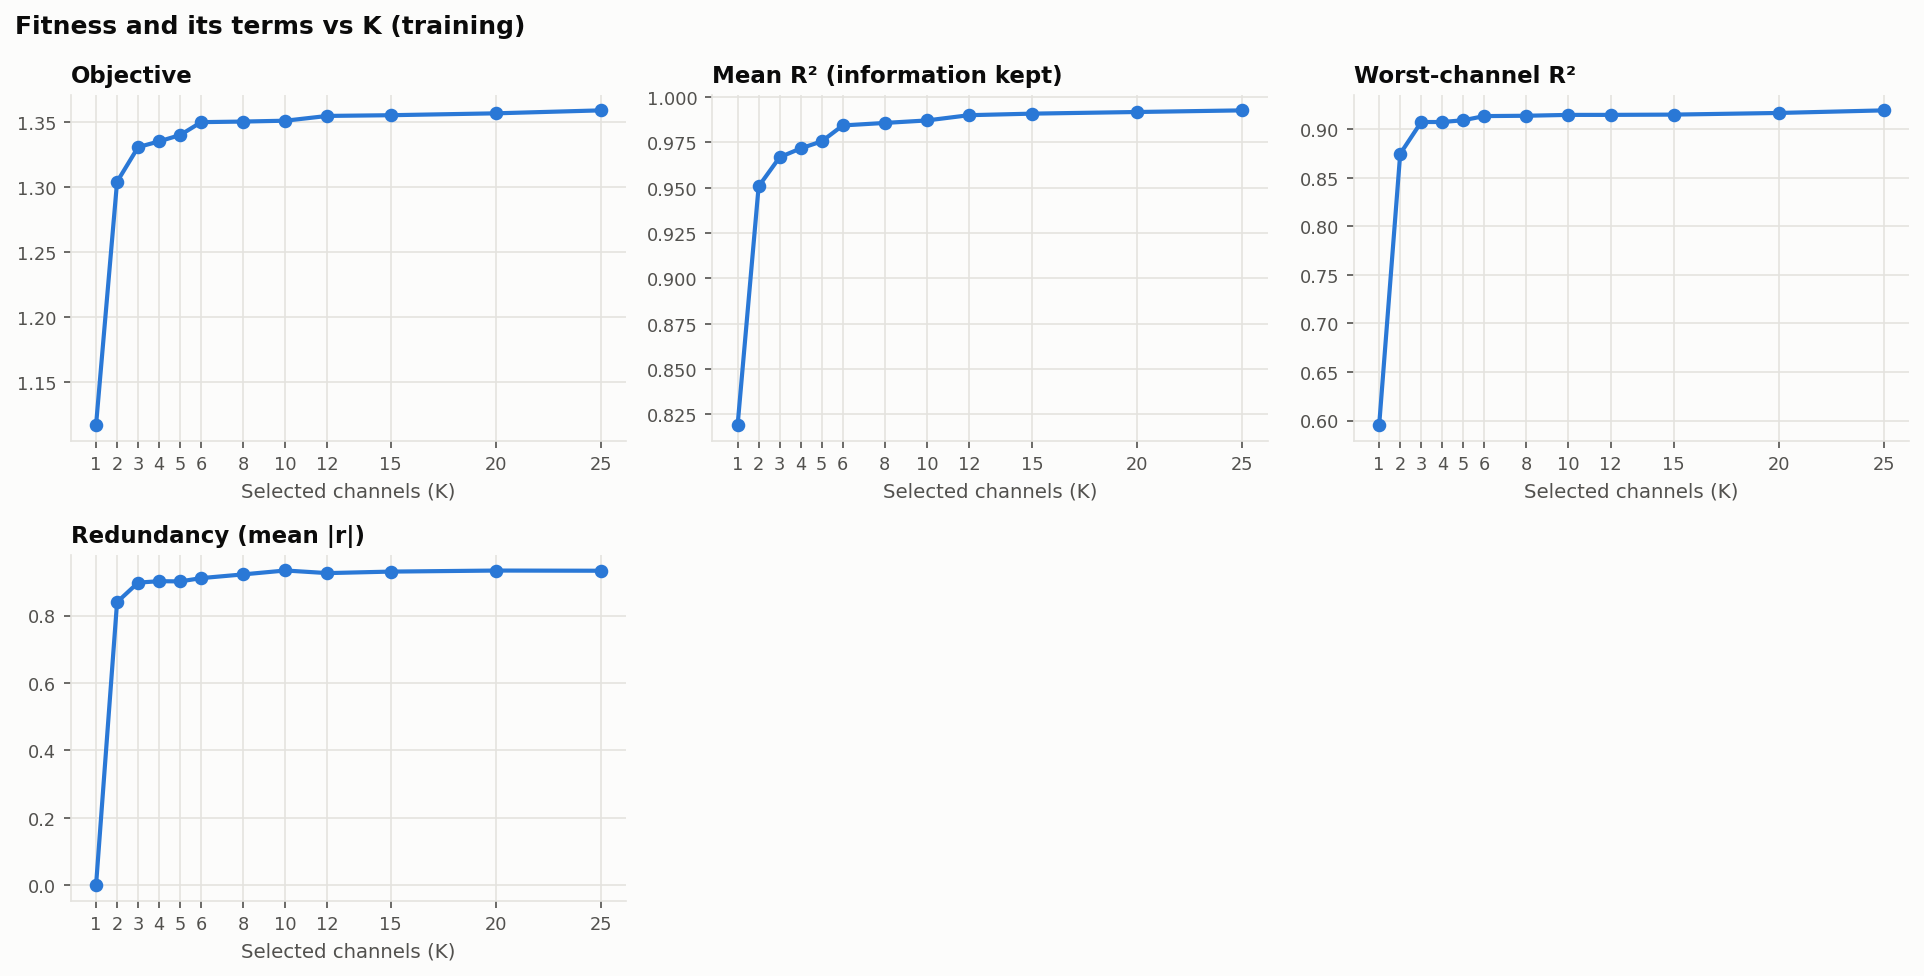 Fitness and its terms vs K (training)
Objective
1.35
1.30
1.25
1.20
1.15
1 2 3 4 5 6 8 10 12 15 20 25
Selected channels (K)
Mean R² (information kept)
1.000
0.975
0.950
0.925
0.900
0.875
0.850
0.825
1 2 3 4 5 6 8 10 12 15 20 25
Selected channels (K)
Worst-channel R²
0.90
0.85
0.80
0.75
0.70
0.65
0.60
1 2 3 4 5 6 8 10 12 15 20 25
Selected channels (K)
Redundancy (mean |r|)
0.8
0.6
0.4
0.2
0.0
1 2 3 4 5 6 8 10 12 15 20 25
Selected channels (K)